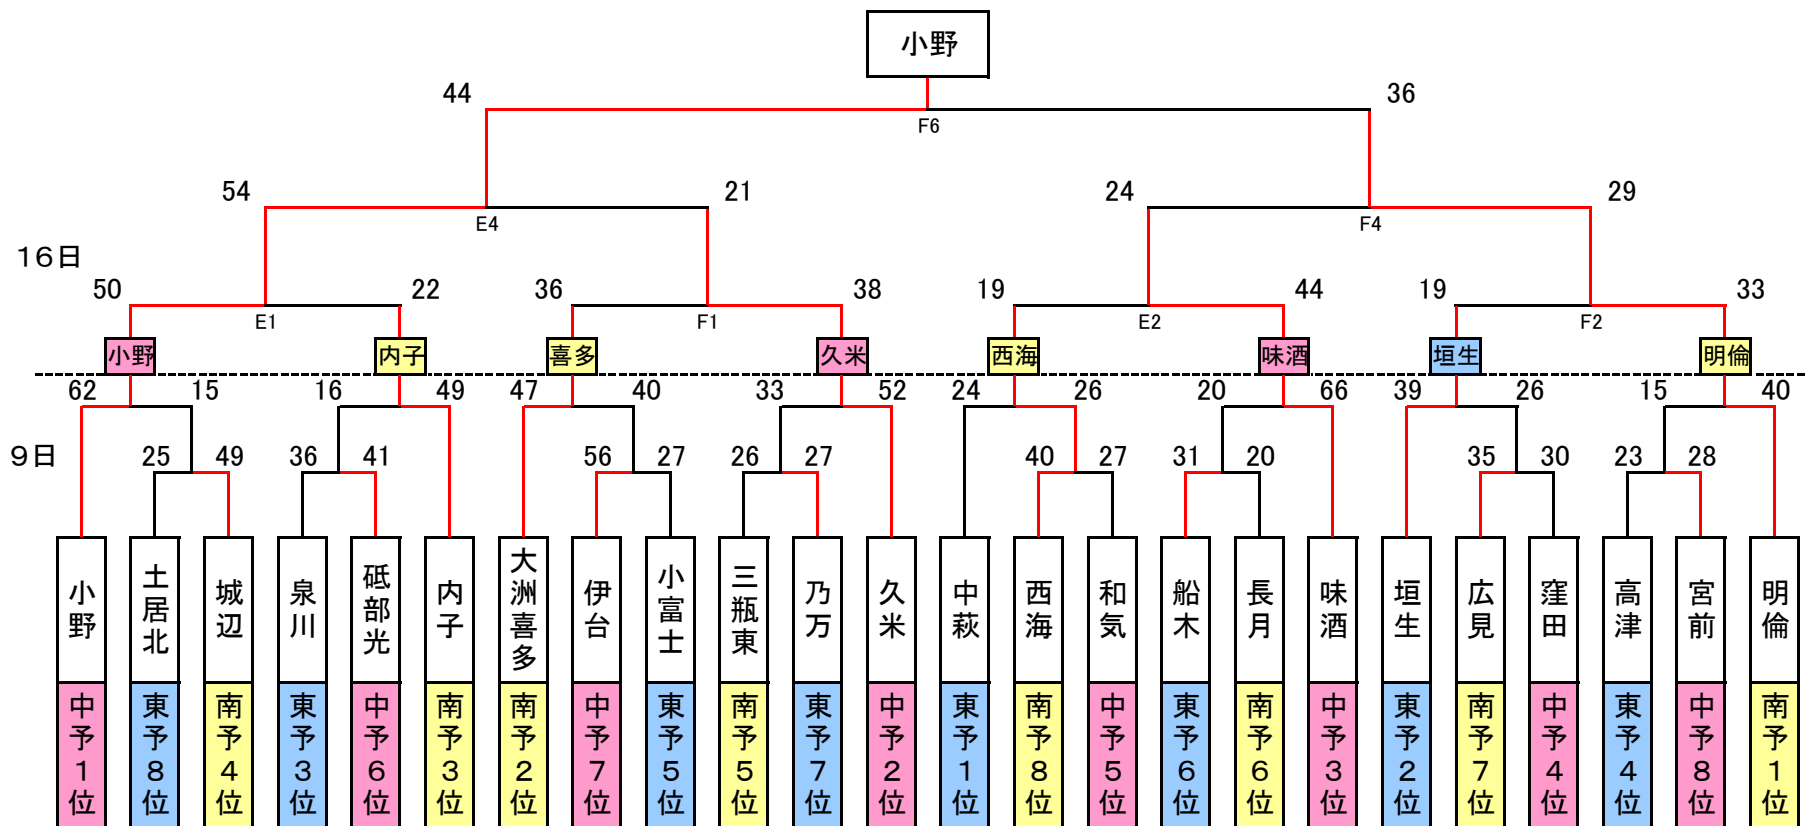 小野
44 36
F6
54 21 24 29
E4 F4
16日
50 22 36 38 19 44 19 33
E1 F1 E2 F2
小野 内子 喜多 久米 西海 味酒 垣生 明倫
62 15 16 49 47 40 33 52 24 26 20 66 39 26 15 40
9日
25 49 36 41 56 27 26 27 40 27 31 20 35 30 23 28
小野 土居北 城辺 泉川 砥部光 内子 大洲喜多 伊台 小富士 三瓶東 乃万 久米 中萩 西海 和気 船木 長月 味酒 垣生 広見 窪田 高津 宮前 明倫
中予1位 東予8位 南予4位 東予3位 中予6位 南予3位 南予2位 中予7位 東予5位 南予5位 東予7位 中予2位 東予1位 南予8位 中予5位 東予6位 南予6位 中予3位 東予2位 南予7位 中予4位 東予4位 中予8位 南予1位